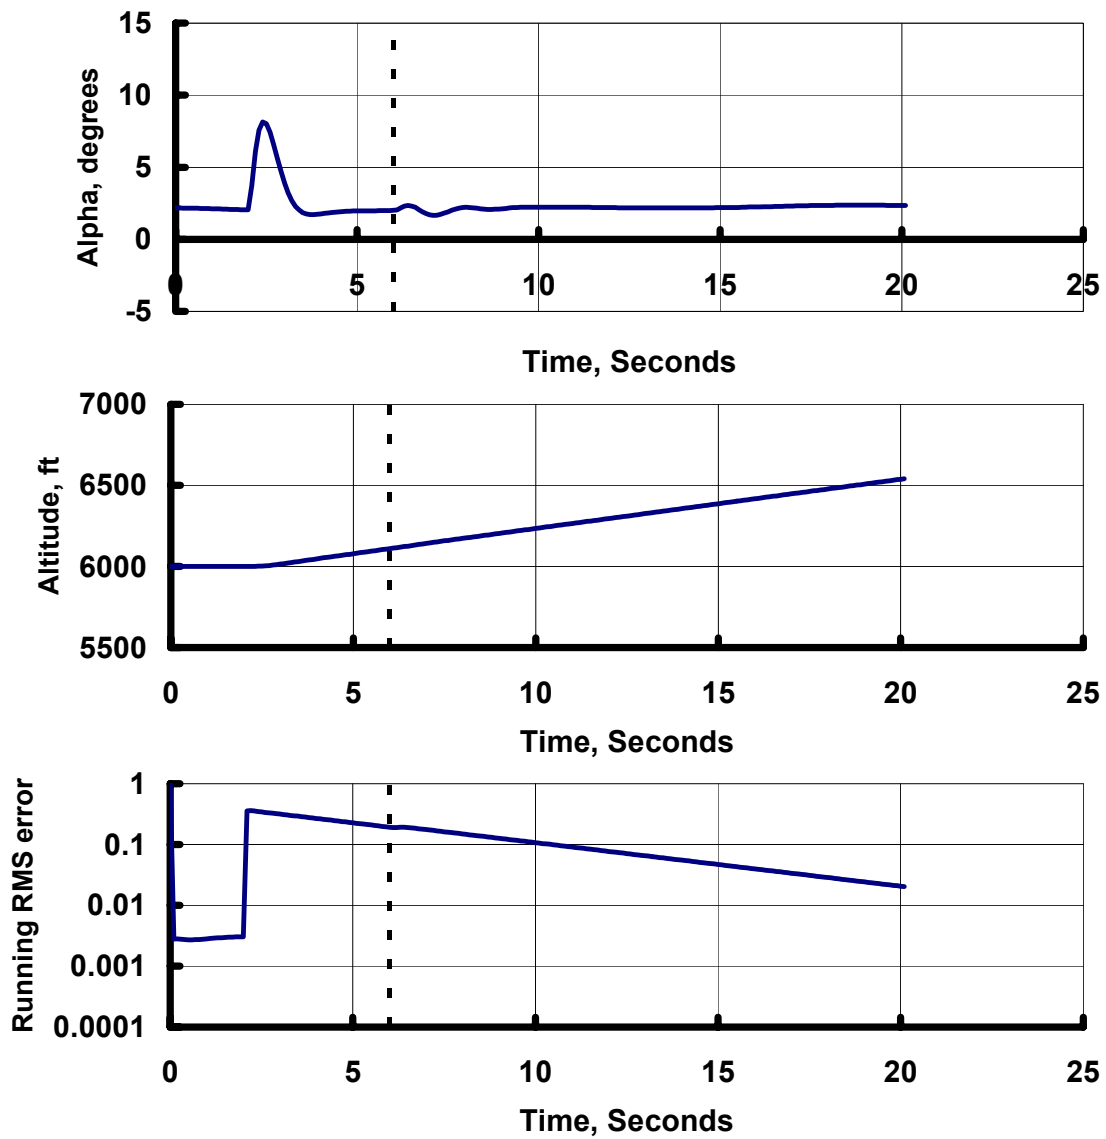 15
10
5
0
-5
Alpha, degrees
0 5 10 15 20 25
Time, Seconds
7000
6500
6000
5500
Altitude, ft
0 5 10 15 20 25
Time, Seconds
1
0.1
0.01
0.001
0.0001
Running RMS error
0 5 10 15 20 25
Time, Seconds